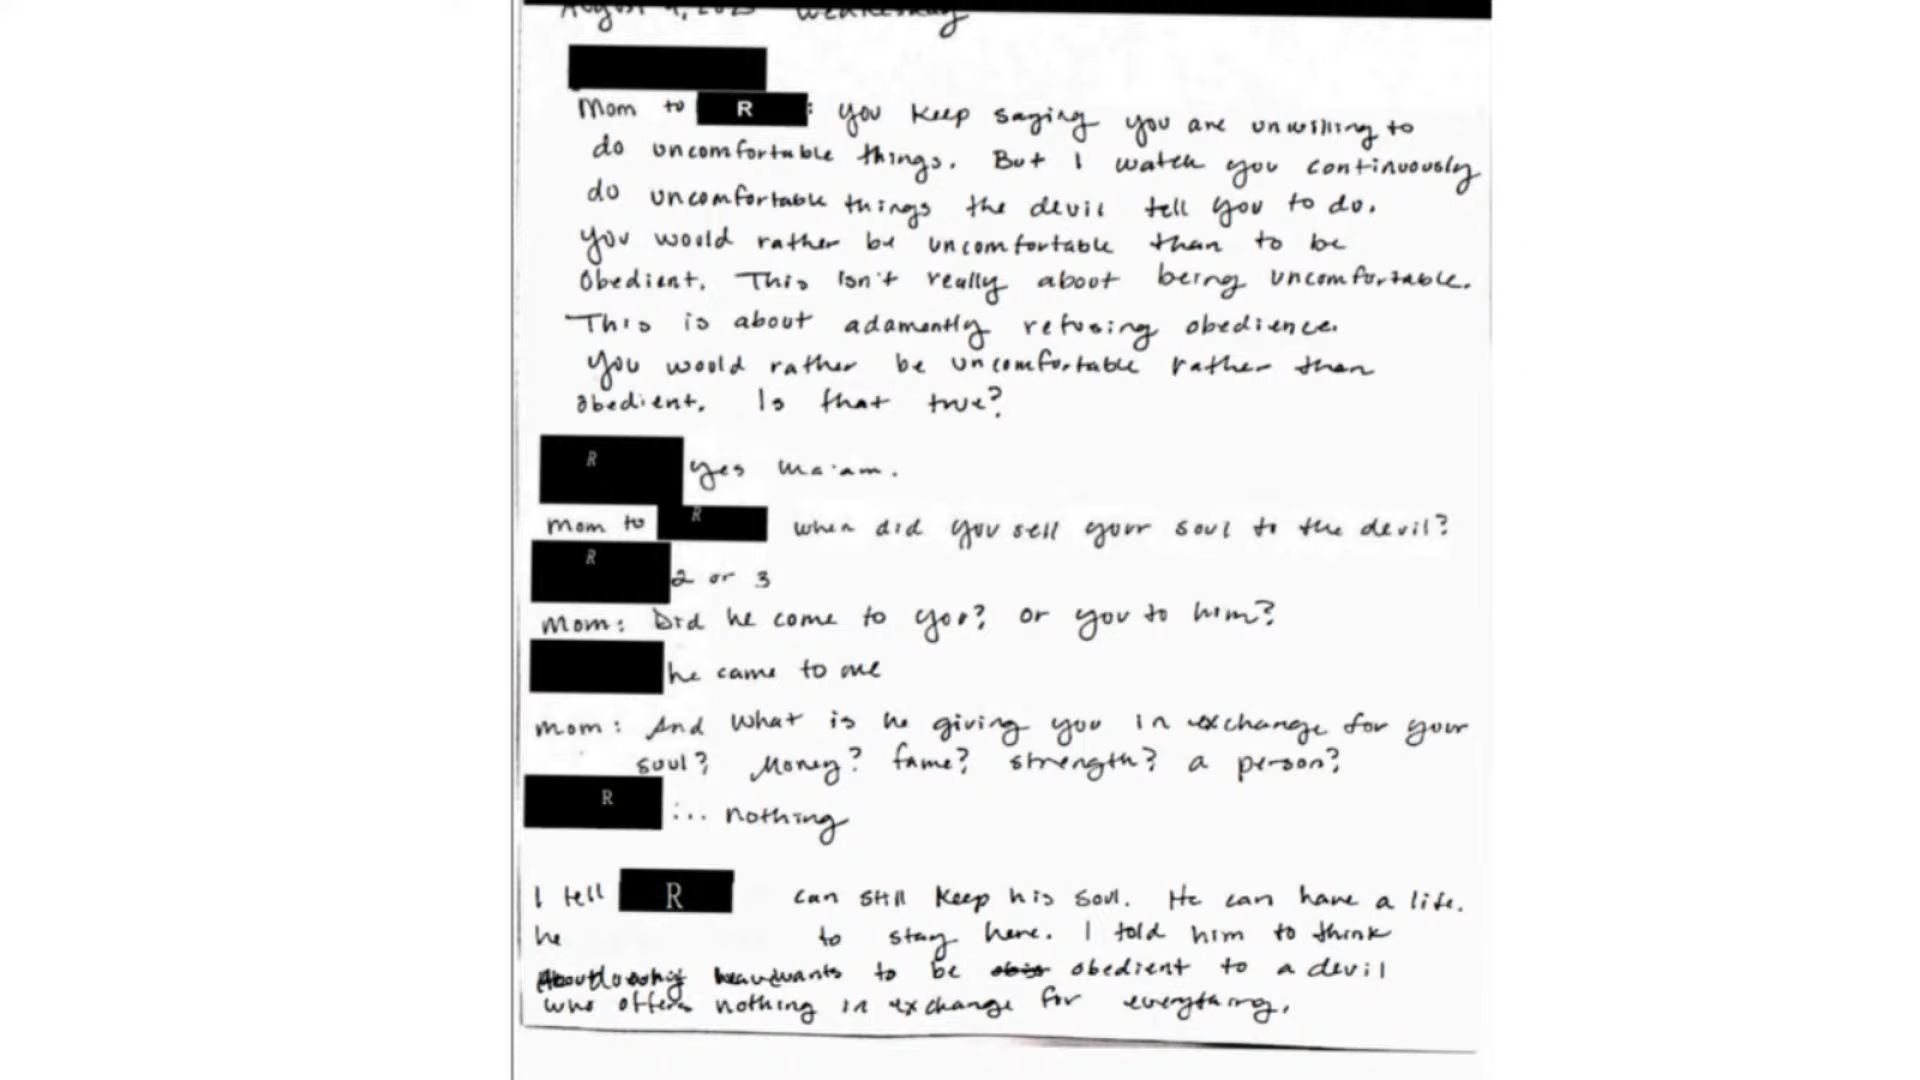 August 4, 2023 Wednesday
Mom to R : You keep saying you are unwilling to
do uncomfortable things. But I watch you continuously
do uncomfortable things the devil tell you to do.
You would rather be uncomfortable than to be
obedient. This isn't really about being uncomfortable.
This is about adamently refusing obedience.
You would rather be uncomfortable rather than
obedient. Is that true?
R yes ma'am.
Mom to R when did you sell your soul to the devil?
R 2 or 3
Mom: Did he come to you? or you to him?
he came to me
Mom: And what is he giving you in exchange for your
soul? Money? fame? strength? a person?
R :... nothing
I tell R can still keep his soul. He can have a life.
he to stay here. I told him to think
wants to be obedient to a devil
who offers nothing in exchange for everything.